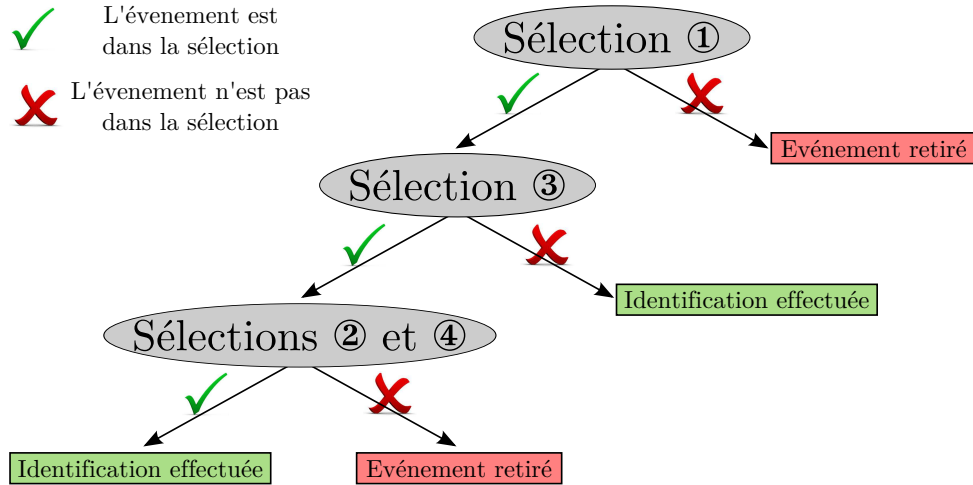 L'évenement est
dans la sélection
L'évenement n'est pas
dans la sélection
Sélection ①
Evénement retiré
Sélection ③
Identification effectuée
Sélections ② et ④
Identification effectuée
Evénement retiré